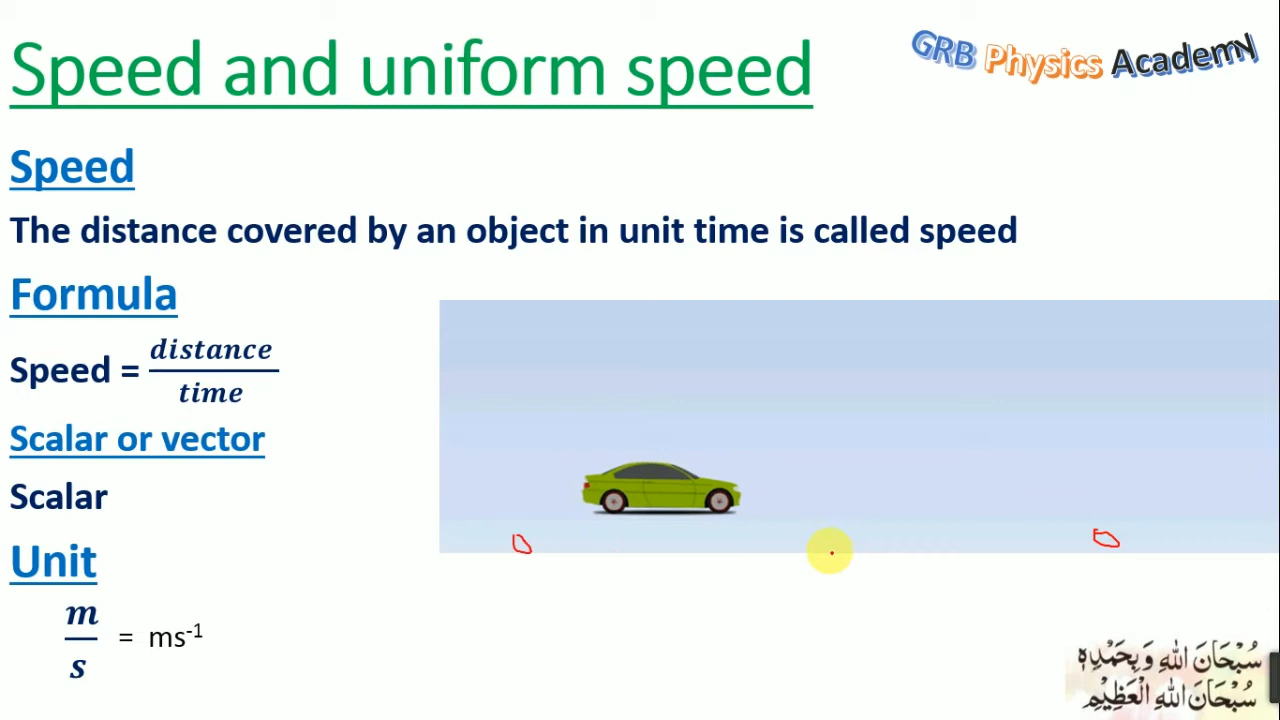 Speed and uniform speed
GRB Physics Academy
Speed
The distance covered by an object in unit time is called speed
Formula
Speed = distance / time
Scalar or vector
Scalar
Unit
m / s = ms⁻¹
سُبْحَانَ اللهِ وَبِحَمْدِهٖ
سُبْحَانَ اللهِ الْعَظِيْمِ